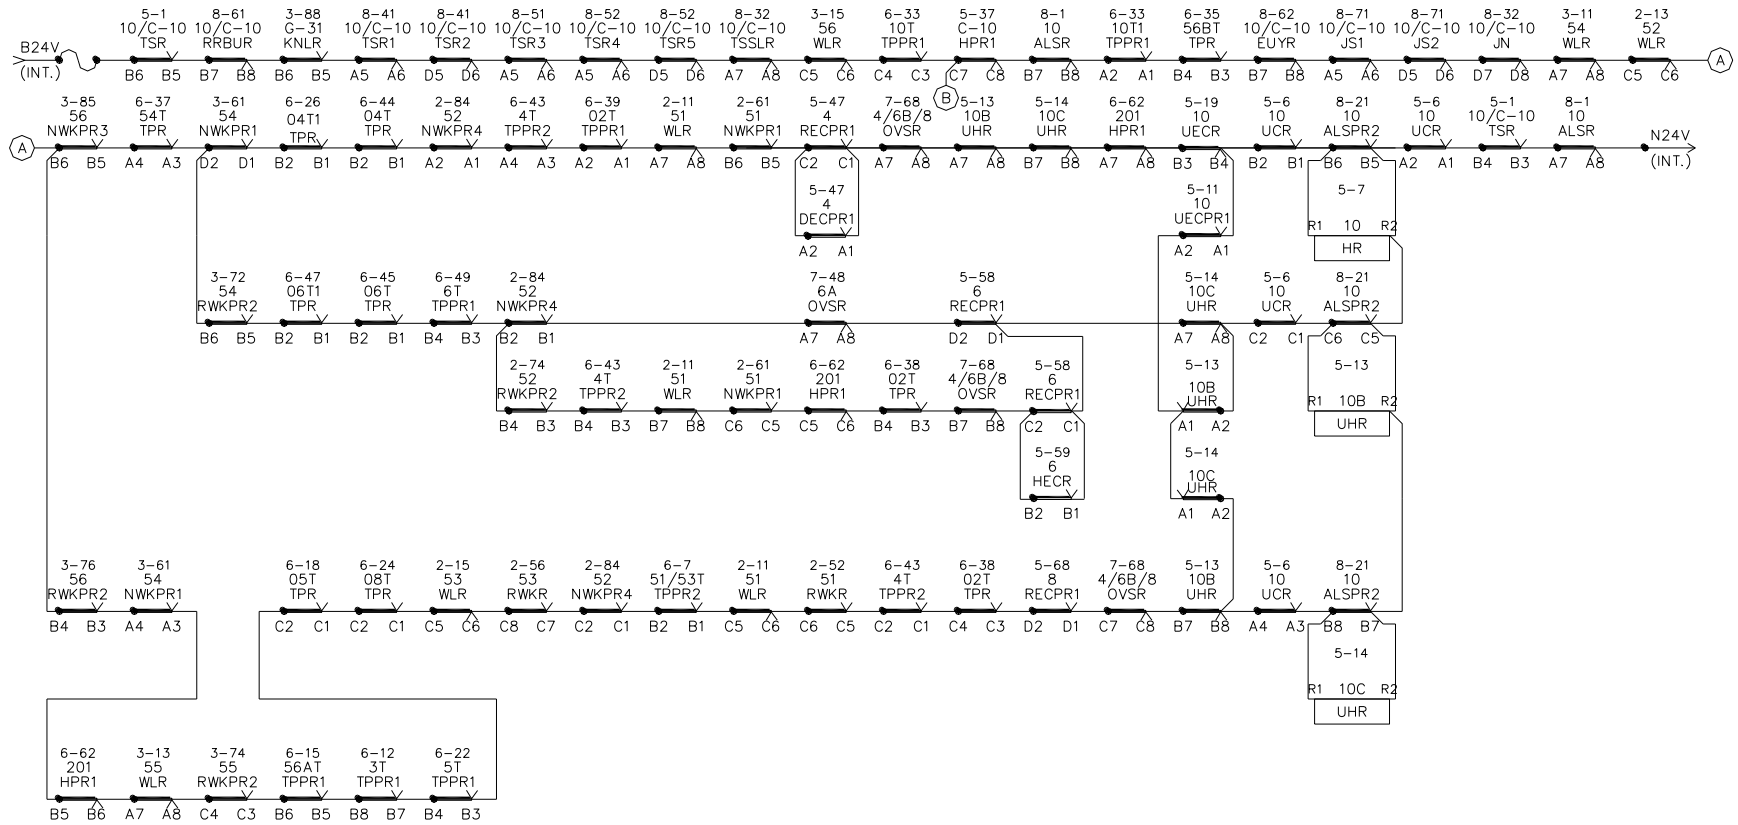 5-1 8-61 3-88 8-41 8-41 8-51 8-52 8-52 8-32 3-15 6-33 5-37 8-1 6-33 6-35 8-62 8-71 8-71 8-32 3-11 2-13
10/C-10 10/C-10 G-31 10/C-10 10/C-10 10/C-10 10/C-10 10/C-10 10/C-10 56 10T C-10 10 10T1 56BT 10/C-10 10/C-10 10/C-10 10/C-10 54 52
B24V TSR RRBUR KNLR TSR1 TSR2 TSR3 TSR4 TSR5 TSSLR WLR TPPR1 HPR1 ALSR TPPR1 TPR EUYR JS1 JS2 JN WLR WLR
A
(INT.) B6 B5 B7 B8 B6 B5 A5 A6 D5 D6 A5 A6 A5 A6 D5 D6 A7 A8 C5 C6 C4 C3 C7 C8 B7 B8 A2 A1 B4 B3 B7 B8 A5 A6 D5 D6 D7 D8 A7 A8 C5 C6
B
3-85 6-37 3-61 6-26 6-44 2-84 6-43 6-39 2-11 2-61 5-47 7-68 5-13 5-14 6-62 5-19 5-6 8-21 5-6 5-1 8-1
56 54T 54 04T1 04T 52 4T 02T 51 51 4 4/6B/8 10B 10C 201 10 10 10 10 10/C-10 10
NWKPR3 TPR NWKPR1 TPR TPR NWKPR4 TPPR2 TPPR1 WLR NWKPR1 RECPR1 OVSR UHR UHR HPR1 UECR UCR ALSPR2 UCR TSR ALSR N24V
A
B6 B5 A4 A3 D2 D1 B2 B1 B2 B1 A2 A1 A4 A3 A2 A1 A7 A8 B6 B5 C2 C1 A7 A8 A7 A8 B7 B8 A7 A8 B3 B4 B2 B1 B6 B5 A2 A1 B4 B3 A7 A8 (INT.)
5-47 5-11 5-7
4 10
DECPR1 UECPR1 R1 10 R2
A2 A1 A2 A1 HR
3-72 6-47 6-45 6-49 2-84 7-48 5-58 5-14 5-6 8-21
54 06T1 06T 6T 52 6A 6 10C 10 10
RWKPR2 TPR TPR TPPR1 NWKPR4 OVSR RECPR1 UHR UCR ALSPR2
B6 B5 B2 B1 B2 B1 B4 B3 B2 B1 A7 A8 D2 D1 A7 A8 C2 C1 C6 C5
2-74 6-43 2-11 2-61 6-62 6-38 7-68 5-58 5-13 5-13
52 4T 51 51 201 02T 4/6B/8 6 10B
RWKPR2 TPPR2 WLR NWKPR1 HPR1 TPR OVSR RECPR1 UHR R1 10B R2
B4 B3 B4 B3 B7 B8 C6 C5 C5 C6 B4 B3 B7 B8 C2 C1 A1 A2 UHR
5-59 5-14
6 10C
HECR UHR
B2 B1 A1 A2
3-76 3-61 6-18 6-24 2-15 2-56 2-84 6-7 2-11 2-52 6-43 6-38 5-68 7-68 5-13 5-6 8-21
56 54 05T 08T 53 53 52 51/53T 51 51 4T 02T 8 4/6B/8 10B 10 10
RWKPR2 NWKPR1 TPR TPR WLR RWKR NWKPR4 TPPR2 WLR RWKR TPPR2 TPR RECPR1 OVSR UHR UCR ALSPR2
B4 B3 A4 A3 C2 C1 C2 C1 C5 C6 C8 C7 C2 C1 B2 B1 C5 C6 C6 C5 C2 C1 C4 C3 D2 D1 C7 C8 B7 B8 A4 A3 B8 B7
5-14
R1 10C R2
UHR
6-62 3-13 3-74 6-15 6-12 6-22
201 55 55 56AT 3T 5T
HPR1 WLR RWKPR2 TPPR1 TPPR1 TPPR1
B5 B6 A7 A8 C4 C3 B6 B5 B8 B7 B4 B3